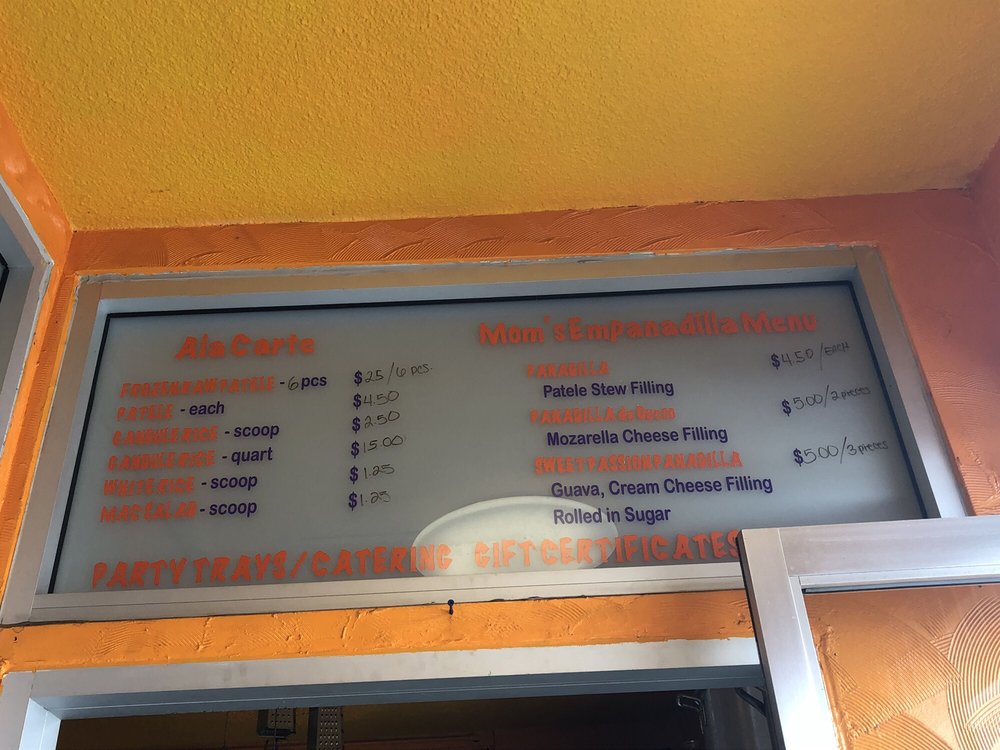 Ala Carte
FROZEN RAW PATELE - 6 pcs $25/6 pcs.
PATELE - each $4.50
GANDULE RICE - scoop $2.50
GANDULE RICE - quart $15.00
WHITE RICE - scoop $1.25
MAC SALAD - scoop $1.25
Mom's Empanadilla Menu
PANADILLA $4.50/EACH
Patele Stew Filling
PANADILLA de Queso $5.00/2 pieces
Mozarella Cheese Filling
SWEET PASSION PANADILLA $5.00/3 pieces
Guava, Cream Cheese Filling
Rolled in Sugar
PARTY TRAYS/CATERING GIFT CERTIFICATES